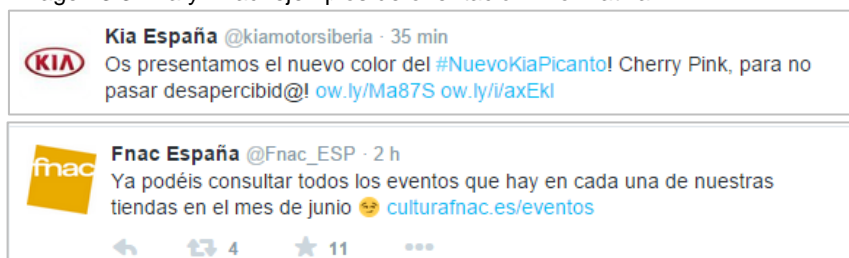 KIA
Kia España @kiamotorsiberia · 35 min
Os presentamos el nuevo color del #NuevoKiaPicanto! Cherry Pink, para no
pasar desapercibid@! ow.ly/Ma87S ow.ly/i/axEkl
fnac
Fnac España @Fnac_ESP · 2 h
Ya podéis consultar todos los eventos que hay en cada una de nuestras
tiendas en el mes de junio 😏 culturafnac.es/eventos
4 11